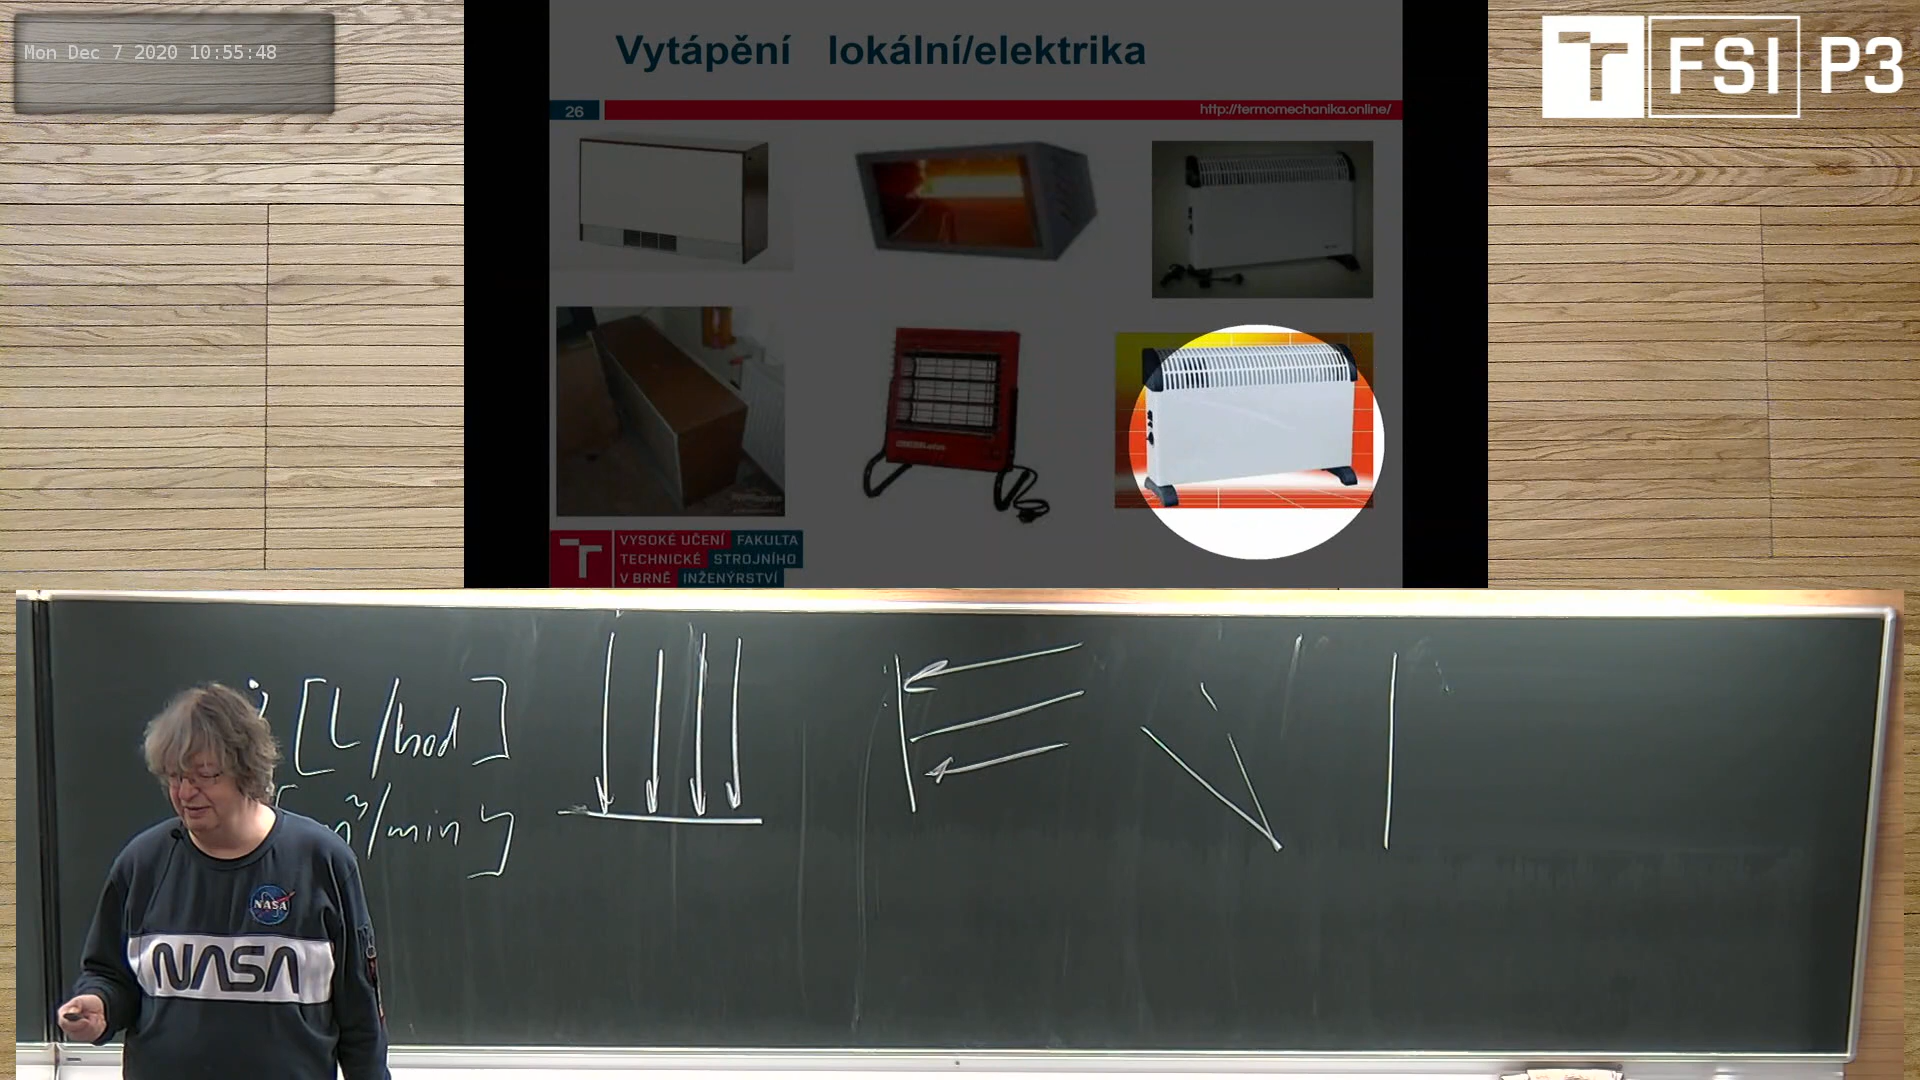 Mon Dec 7 2020 10:55:48
Vytápění lokální/elektrika
26
http://termomechanika.online/
VYSOKÉ UČENÍ FAKULTA
TECHNICKÉ STROJNÍHO
V BRNĚ INŽENÝRSTVÍ
FSI P3
[L/hod]
m³/min]
NASA
NASA